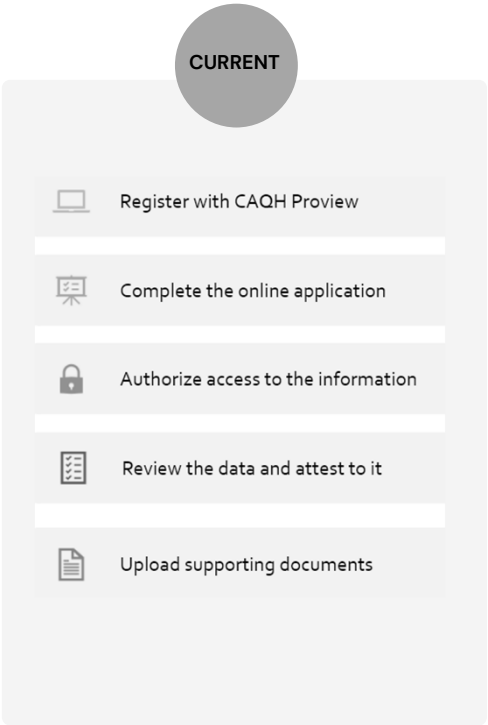 CURRENT
Register with CAQH Proview
Complete the online application
Authorize access to the information
Review the data and attest to it
Upload supporting documents